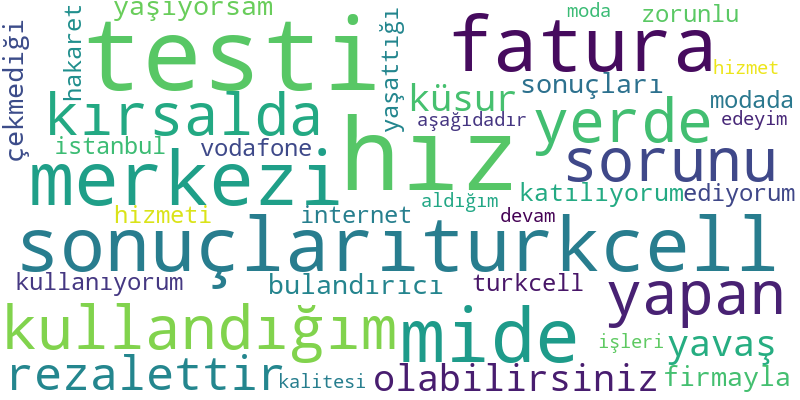 yaşıyorsam
hakaret
moda
zorunlu
çekmediği
testi
yaşattığı
fatura
hizmet
kırsalda
küsur
sonuçları
modada
aşağıdadır
yerde
edeyim
istanbul
vodafone
hız
sorunu
merkezi
katılıyorum
ediyorum
aldığım
hizmeti
internet
devam
sonuçlarıturkcell
kullanıyorum
bulandırıcı
turkcell
yapan
kullandığım
mide
işleri
yavaş
rezalettir
kalitesi
olabilirsiniz
firmayla